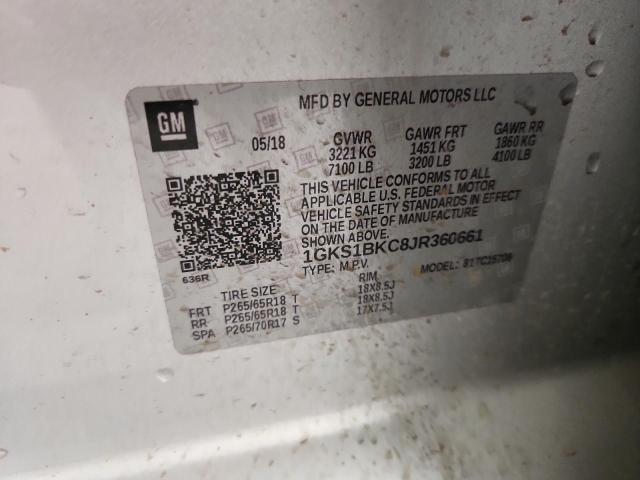 MFD BY GENERAL MOTORS LLC
GM
05/18 GVWR GAWR FRT GAWR RR
3221 KG 1451 KG 1860 KG
7100 LB 3200 LB 4100 LB
THIS VEHICLE CONFORMS TO ALL
APPLICABLE U.S. FEDERAL MOTOR
VEHICLE SAFETY STANDARDS IN EFFECT
ON THE DATE OF MANUFACTURE
SHOWN ABOVE.
1GKS1BKC8JR360661
TYPE: M.P.V. MODEL:
636R
TIRE SIZE RIM
FRT P265/65R18 T 18X8.5J
RR P265/65R18 T 18X8.5J
SPA P265/70R17 S 17X7.5J